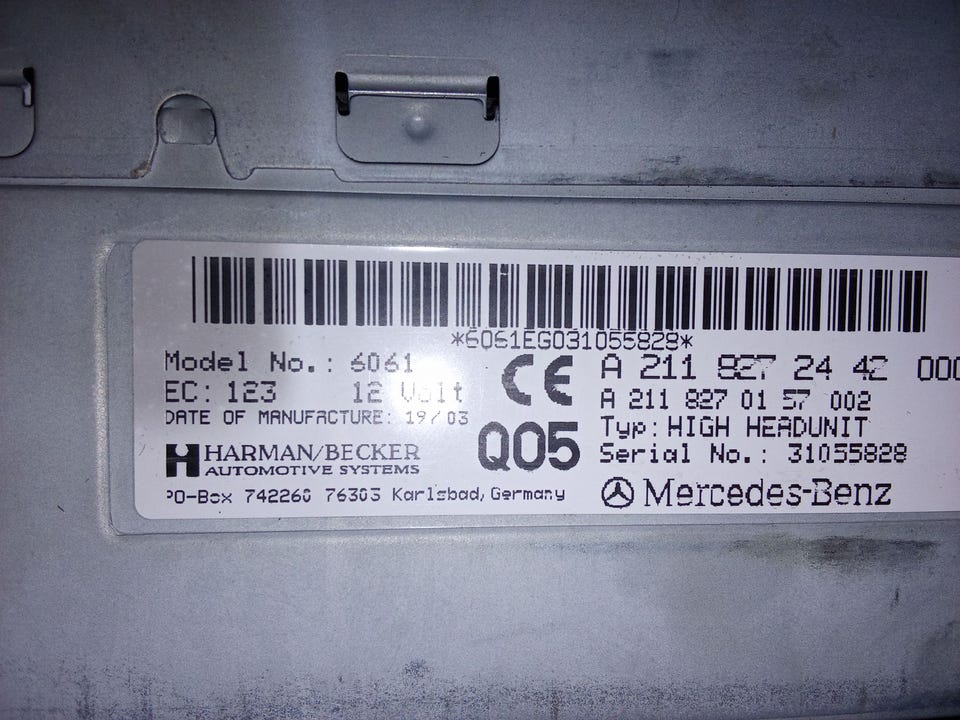 *6061EG031055828*
Model No.: 6061
EC: 123 12 Volt
DATE OF MANUFACTURE: 19/03
HARMAN/BECKER
AUTOMOTIVE SYSTEMS
PO-Box 742260 76303 Karlsbad, Germany
CE
Q05
A 211 827 24 42 000
A 211 827 01 57 002
Typ: HIGH HEADUNIT
Serial No.: 31055828
Mercedes-Benz